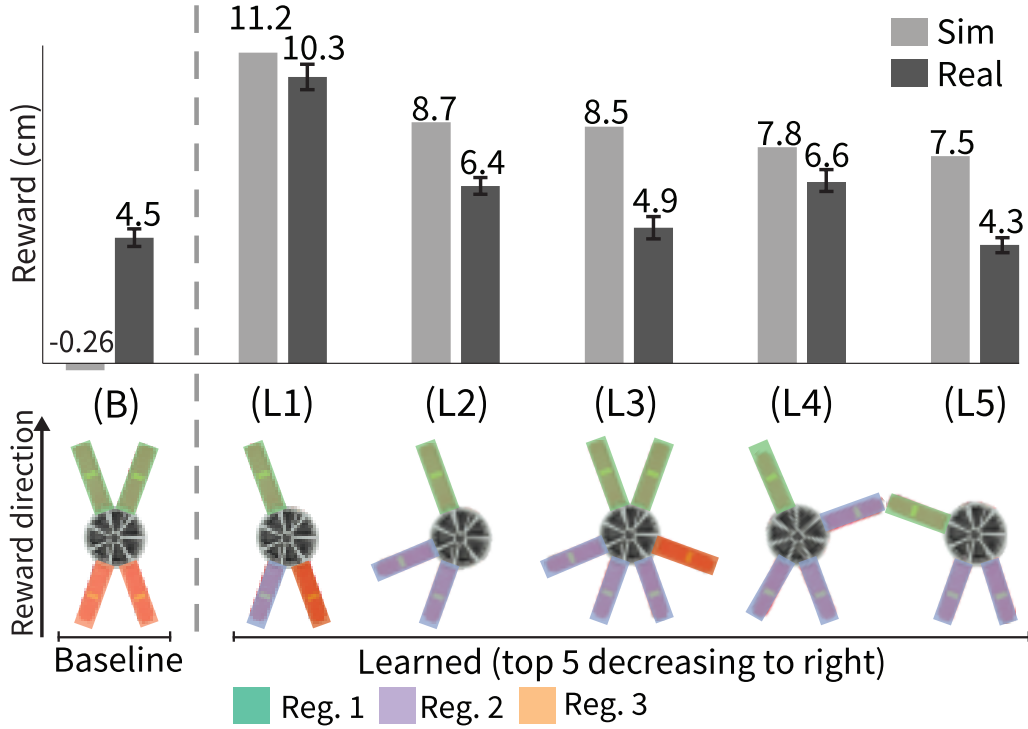 11.2
10.3
Sim
Real
8.7
8.5
7.8
7.5
6.4
6.6
4.5
4.9
4.3
-0.26
Reward (cm)
(B)
(L1)
(L2)
(L3)
(L4)
(L5)
Reward direction
Baseline
Learned (top 5 decreasing to right)
Reg. 1
Reg. 2
Reg. 3